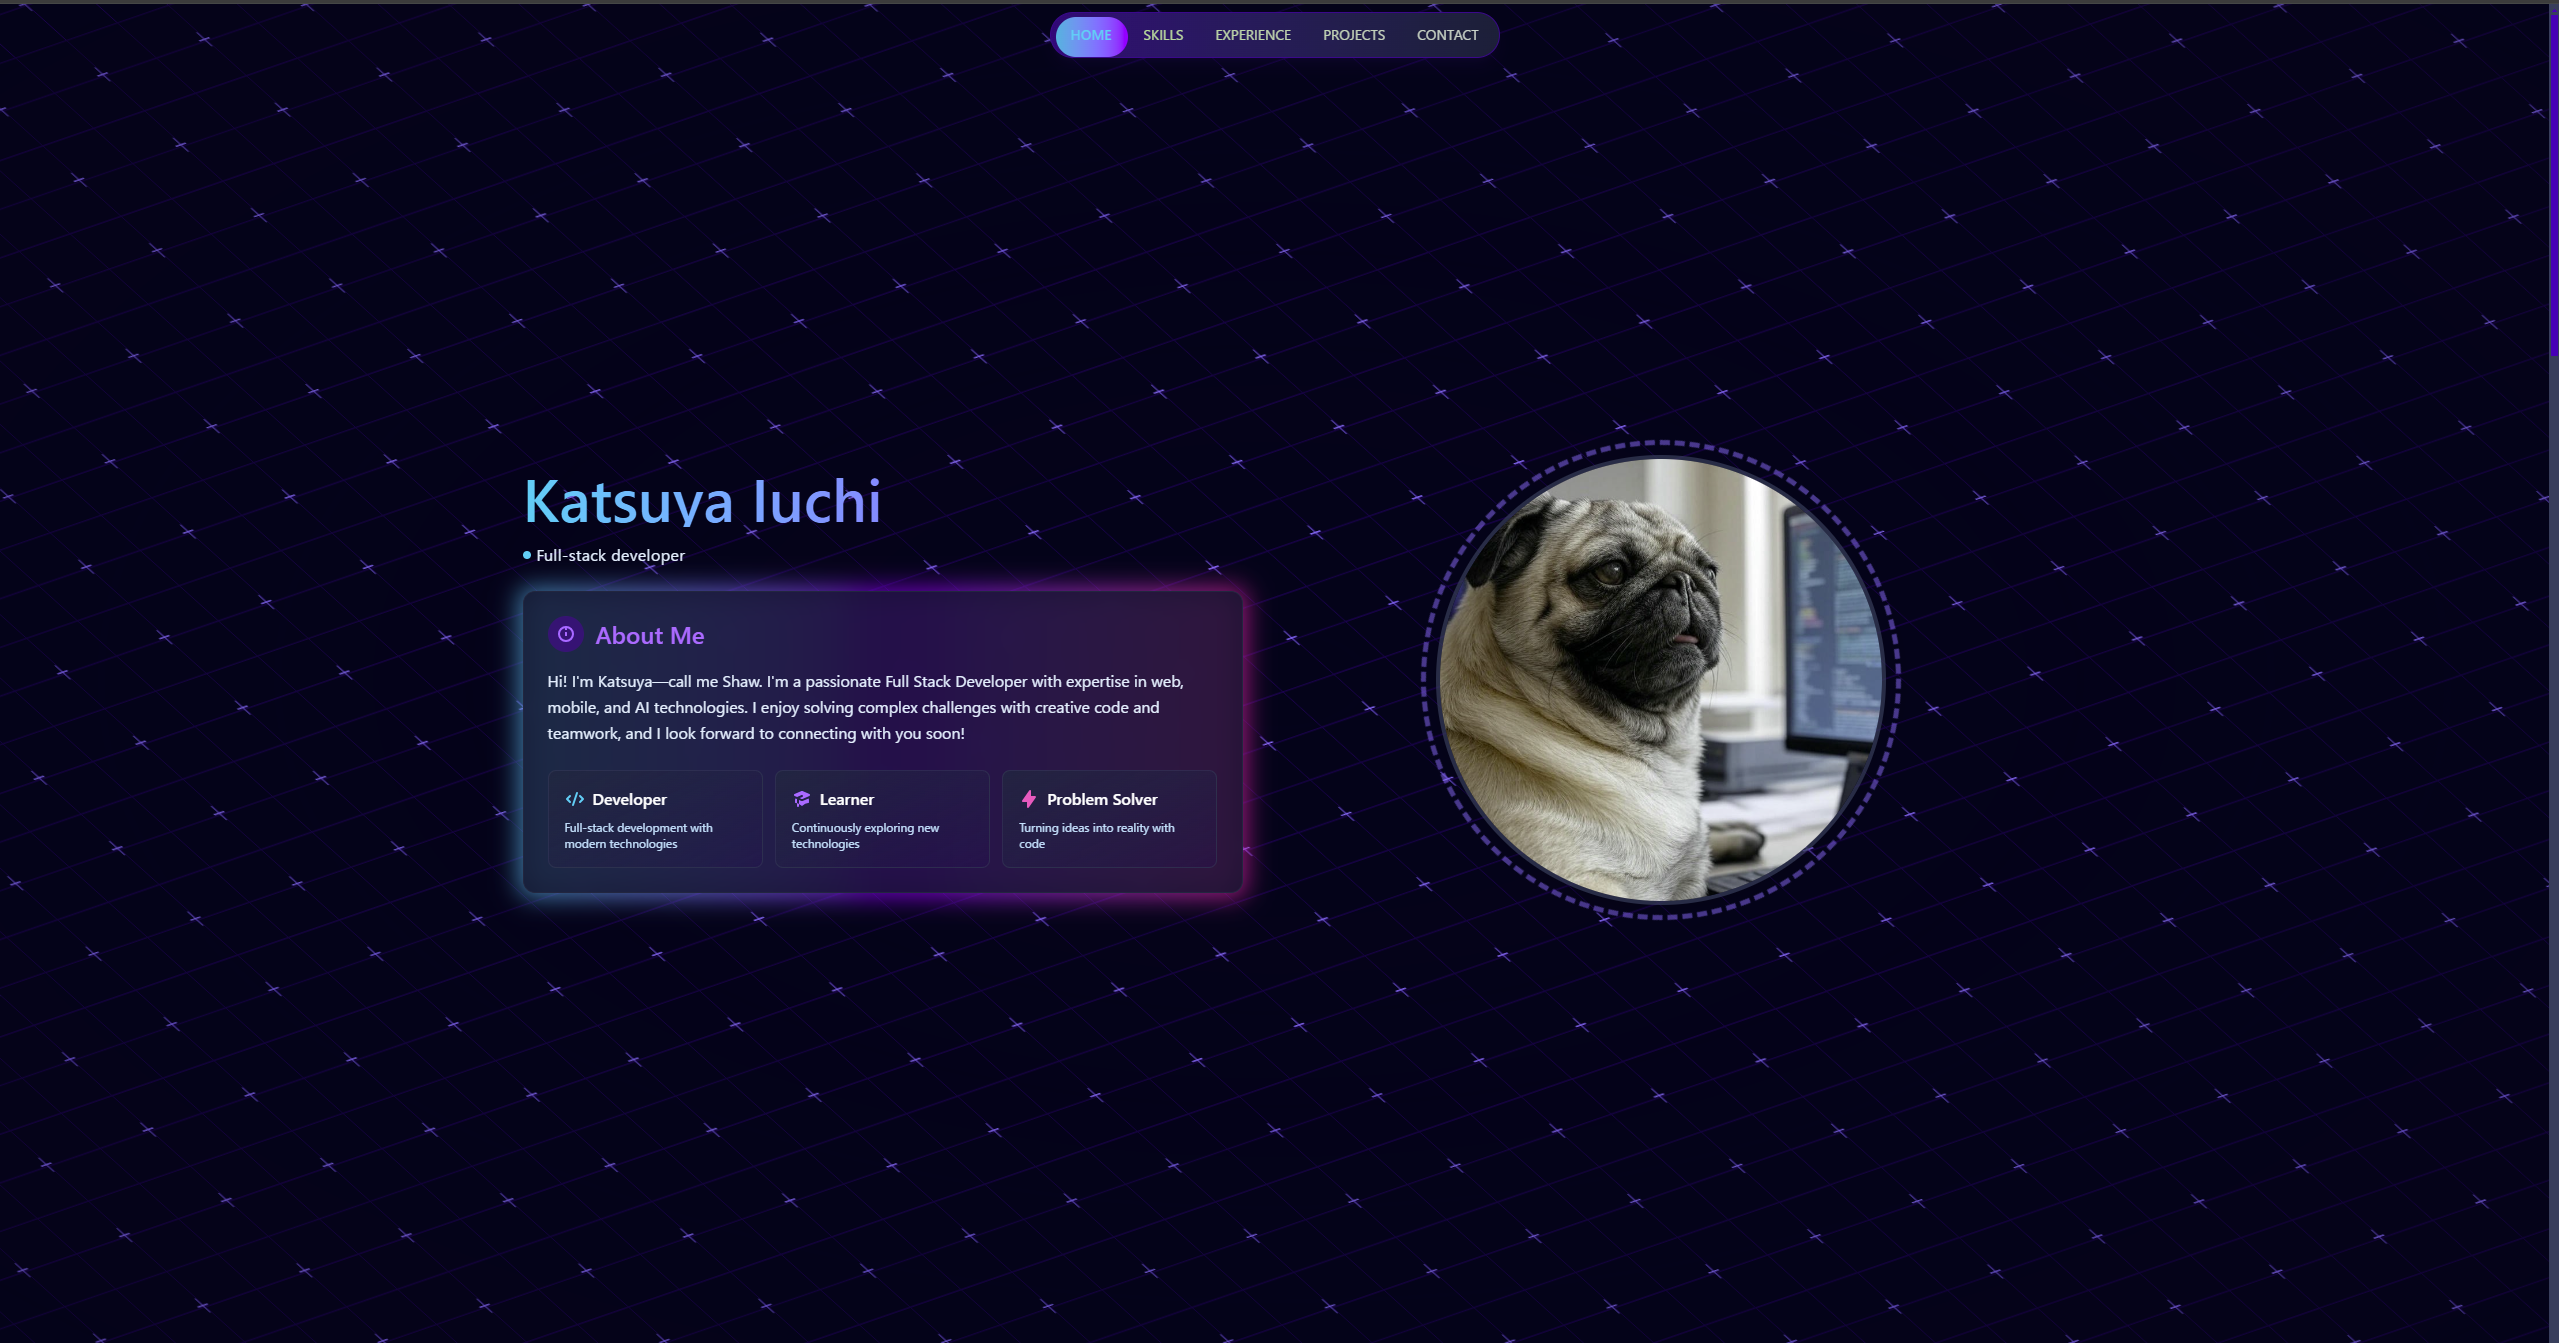 HOME SKILLS EXPERIENCE PROJECTS CONTACT
Katsuya Iuchi
Full-stack developer
About Me
Hi! I'm Katsuya—call me Shaw. I'm a passionate Full Stack Developer with expertise in web,
mobile, and AI technologies. I enjoy solving complex challenges with creative code and
teamwork, and I look forward to connecting with you soon!
Developer
Full-stack development with
modern technologies
Learner
Continuously exploring new
technologies
Problem Solver
Turning ideas into reality with
code